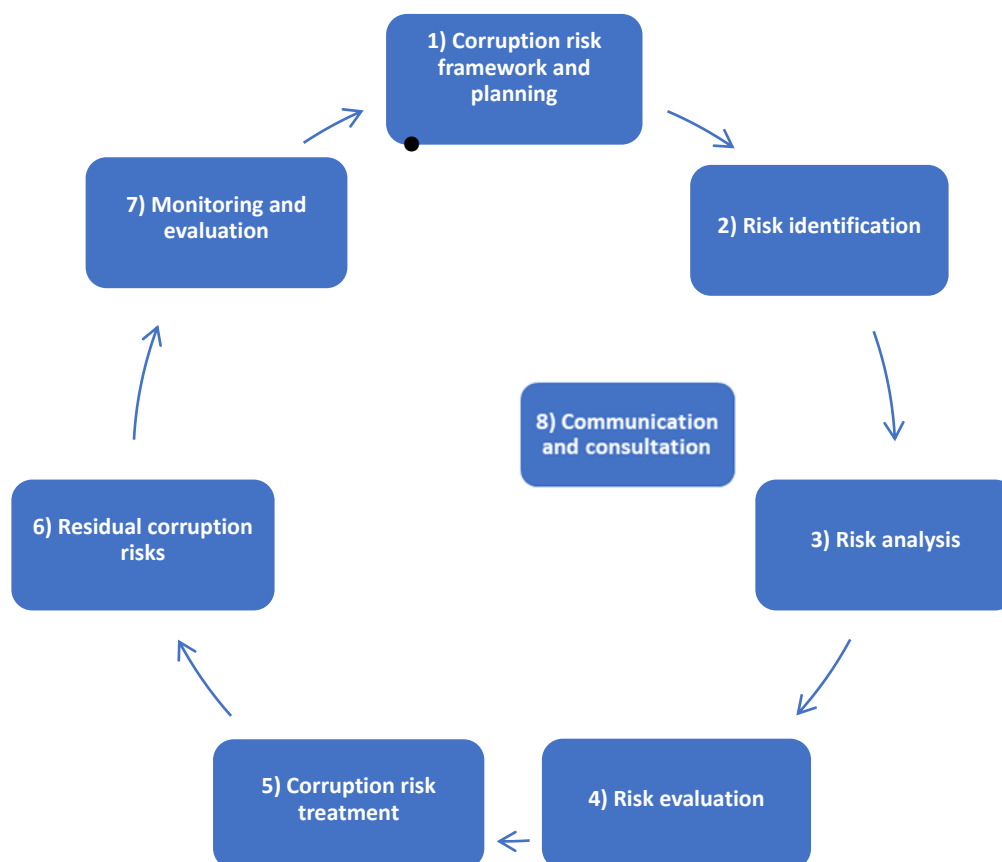 1) Corruption risk
framework and
planning
2) Risk identification
3) Risk analysis
4) Risk evaluation
5) Corruption risk
treatment
6) Residual corruption
risks
7) Monitoring and
evaluation
8) Communication
and consultation